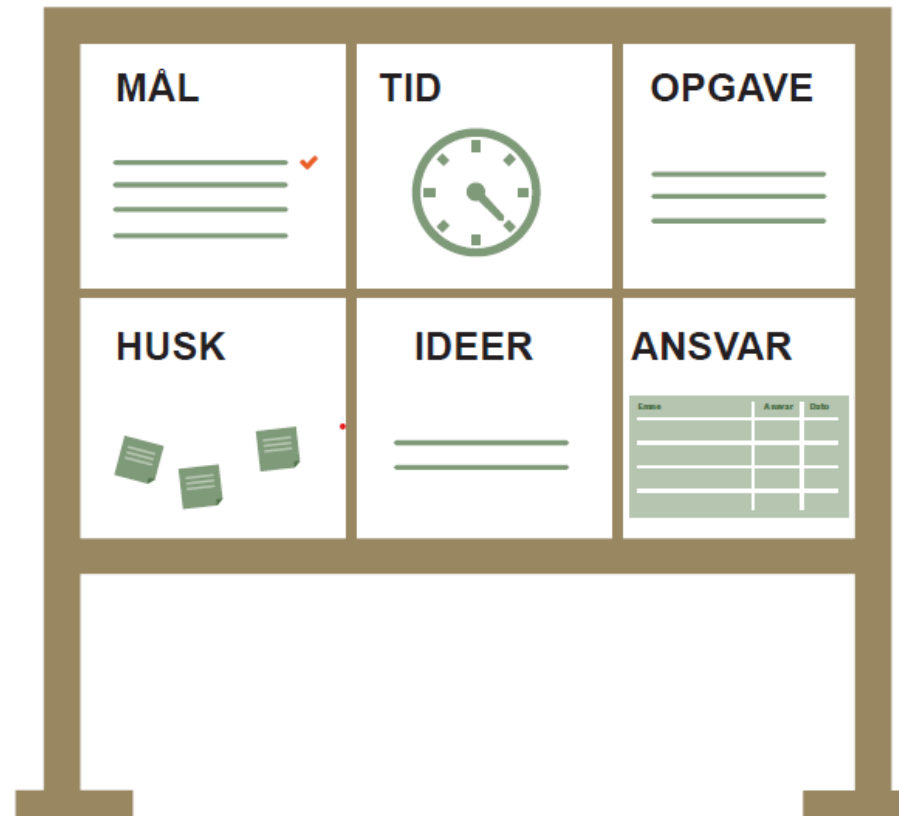 MÅL
TID
OPGAVE
HUSK
IDEER
ANSVAR
Emne Ansvar Dato